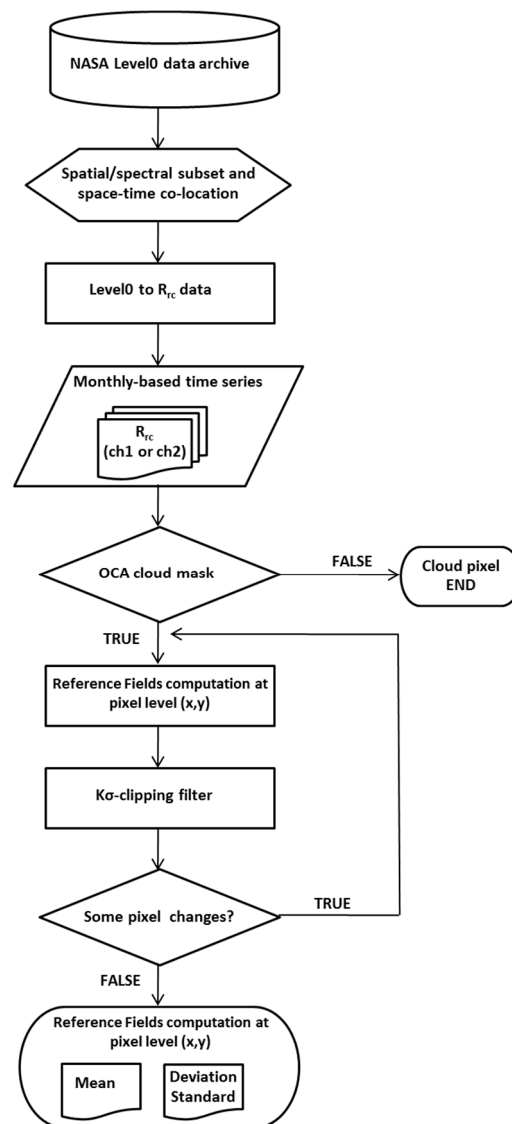 NASA Level0 data archive
Spatial/spectral subset and
space-time co-location
Level0 to Rrc data
Monthly-based time series
Rrc
(ch1 or ch2)
OCA cloud mask
FALSE
Cloud pixel
END
TRUE
Reference Fields computation at
pixel level (x,y)
Kσ-clipping filter
Some pixel changes?
TRUE
FALSE
Reference Fields computation at
pixel level (x,y)
Mean
Deviation
Standard